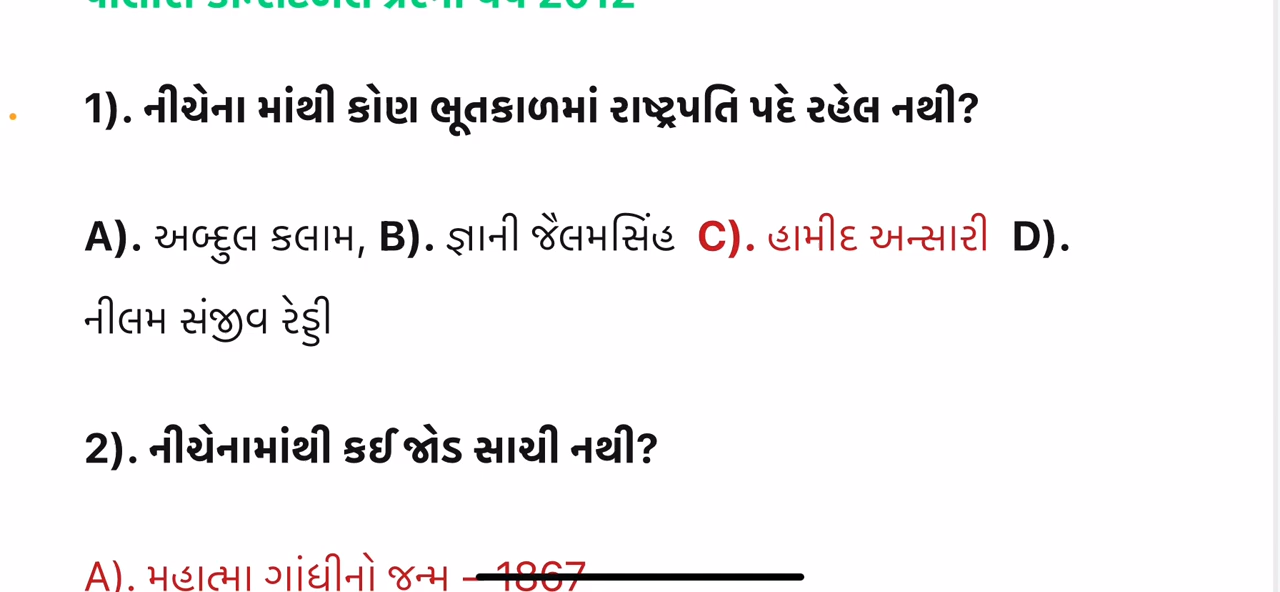 1). નીચેના માંથી કોણ ભૂતકાળમાં રાષ્ટ્રપતિ પદે રહેલ નથી?
A). અબ્દુલ કલામ, B). જ્ઞાની જૈલમસિંહ C). હામીદ અન્સારી D).
નીલમ સંજીવ રેડ્ડી
2). નીચેનામાંથી કઈ જોડ સાચી નથી?
A). મહાત્મા ગાંધીનો જન્મ – 1867